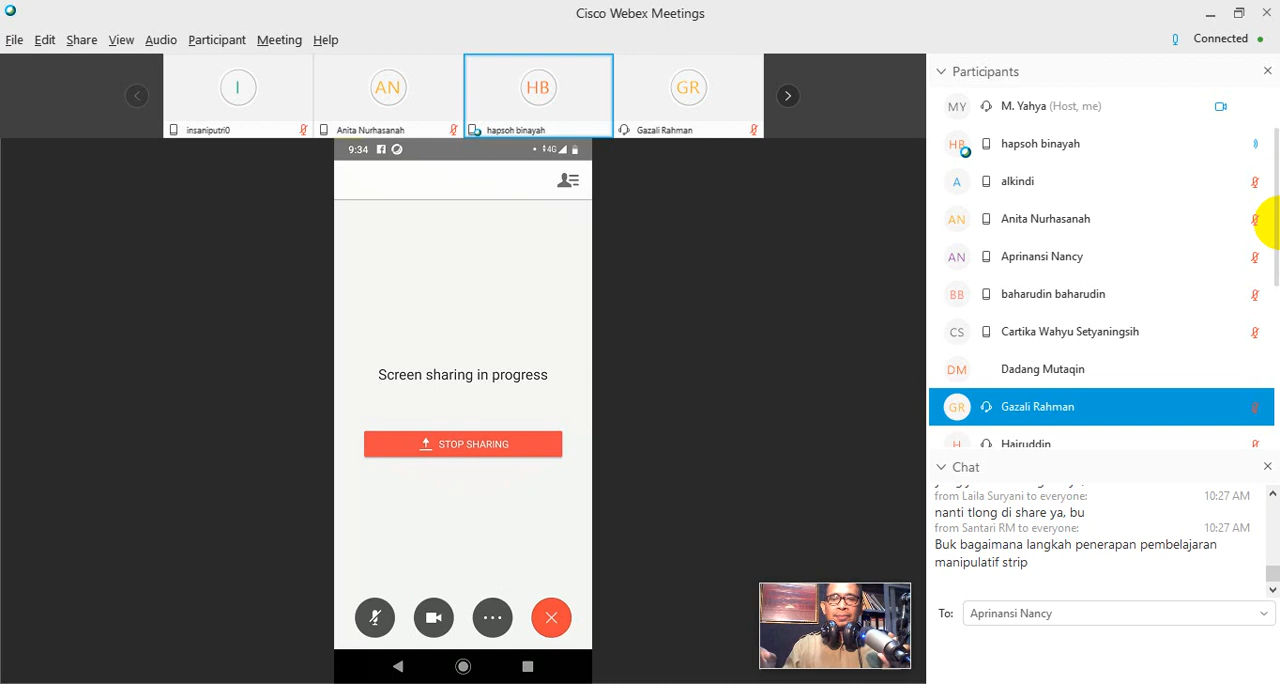 Cisco Webex Meetings
File Edit Share View Audio Participant Meeting Help
Connected
I
insaniputri0
AN
Anita Nurhasanah
HB
hapsoh binayah
GR
Gazali Rahman
9:34
4G
Screen sharing in progress
STOP SHARING
Participants
MY M. Yahya (Host, me)
HB hapsoh binayah
A alkindi
AN Anita Nurhasanah
AN Aprinansi Nancy
BB baharudin baharudin
CS Cartika Wahyu Setyaningsih
DM Dadang Mutaqin
GR Gazali Rahman
H Hairuddin
Chat
from Laila Suryani to everyone: 10:27 AM
nanti tlong di share ya, bu
from Santari RM to everyone: 10:27 AM
Buk bagaimana langkah penerapan pembelajaran
manipulatif strip
To: Aprinansi Nancy